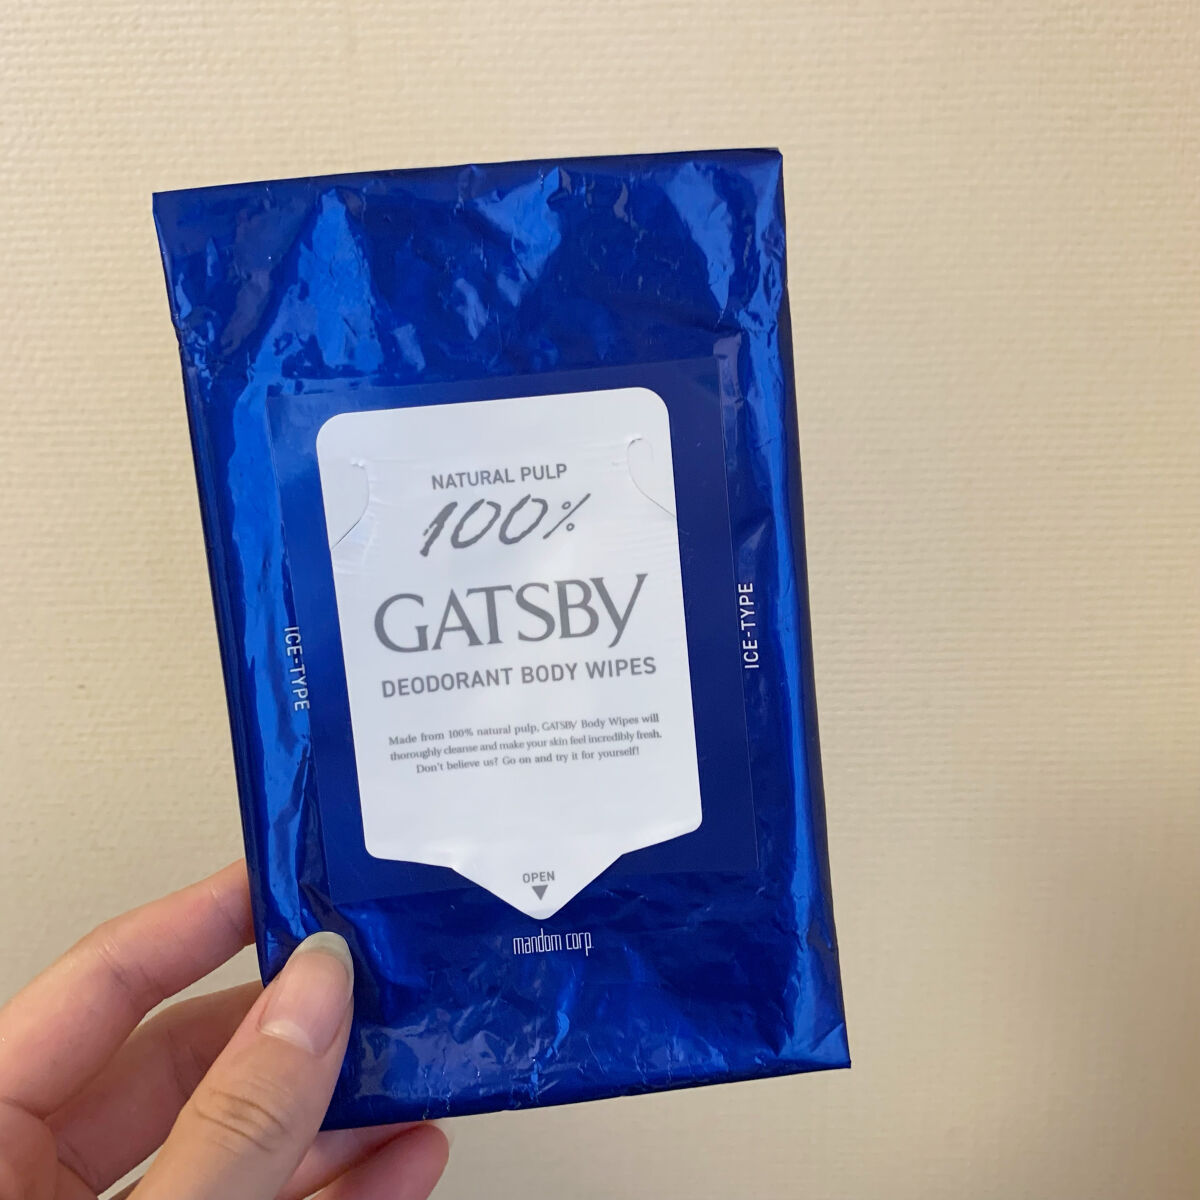 NATURAL PULP
100%
GATSBY
DEODORANT BODY WIPES
Made from 100% natural pulp, GATSBY Body Wipes will
thoroughly cleanse and make your skin feel incredibly fresh.
Don't believe us? Go on and try it for yourself!
ICE-TYPE
ICE-TYPE
OPEN
mandom corp.